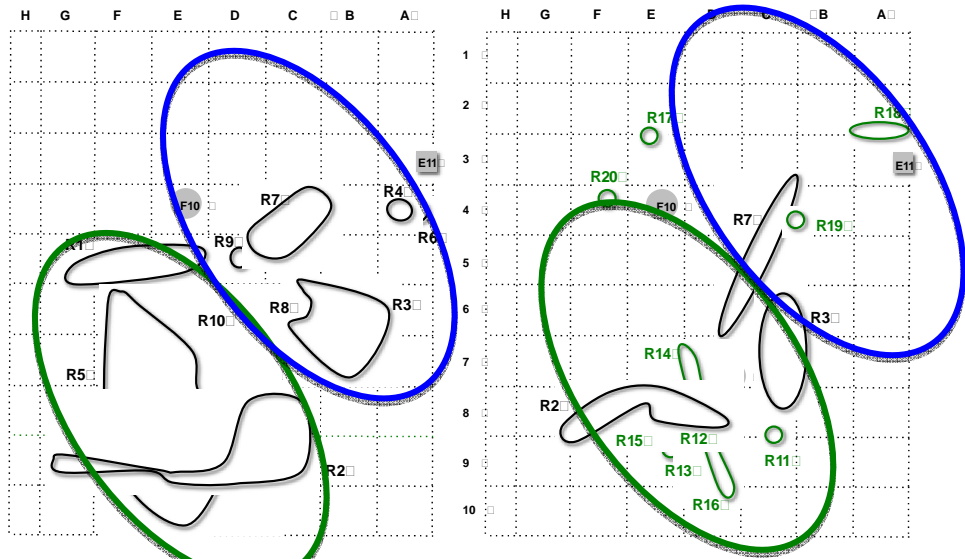 H G F E D C B A H G F E D C B A
1
2
R17 R18
3
E11 E11
R20
4
R4
F10 R7 F10
R7 R19
R1 R9 R6
5
R8 R3 6 R3
R10
R14
R5 7
R2
8
R15 R12
R2 9 R13 R11
R16
10